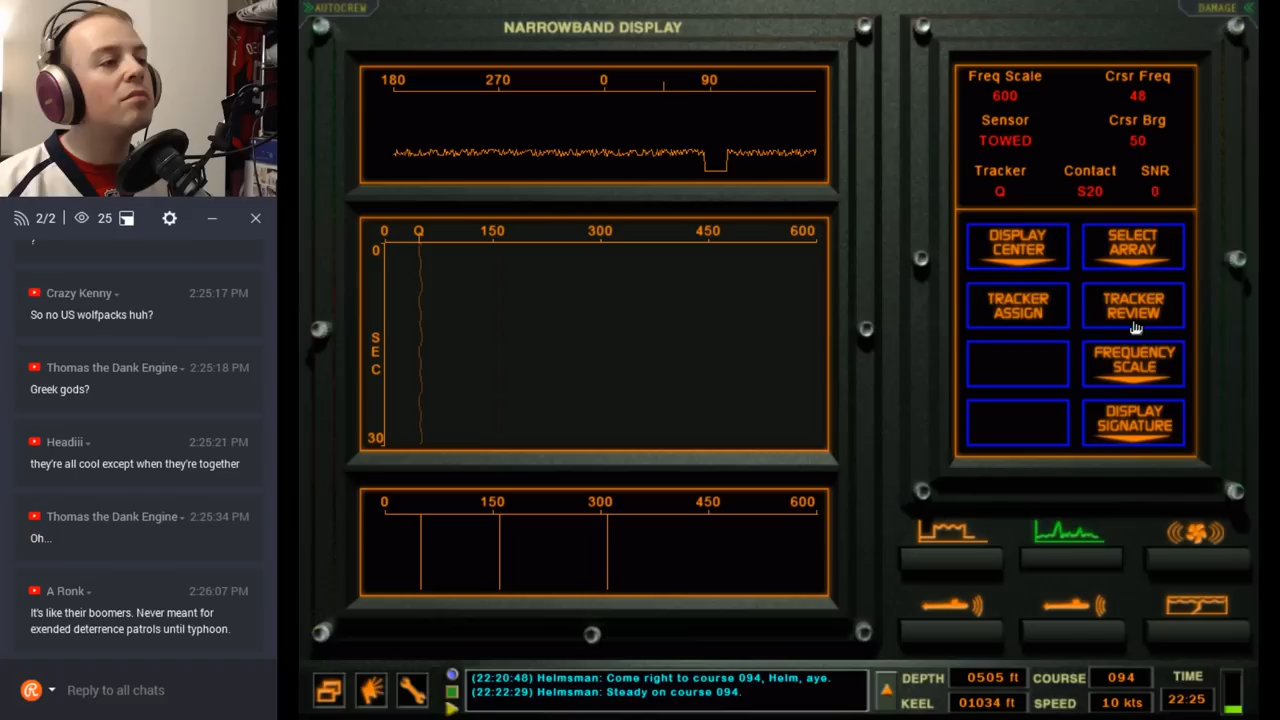 2/2 25
?
Crazy Kenny 2:25:17 PM
So no US wolfpacks huh?
Thomas the Dank Engine 2:25:18 PM
Greek gods?
Headiii 2:25:21 PM
they're all cool except when they're together
Thomas the Dank Engine 2:25:34 PM
Oh...
A Ronk 2:26:07 PM
It's like their boomers. Never meant for
exended deterrence patrols until typhoon.
Reply to all chats
AUTOCREW
DAMAGE
NARROWBAND DISPLAY
180 270 0 90
0 Q 150 300 450 600
0
SEC
30
0 150 300 450 600
Freq Scale Crsr Freq
600 48
Sensor Crsr Brg
TOWED 50
Tracker Contact SNR
Q S20 0
DISPLAY CENTER
SELECT ARRAY
TRACKER ASSIGN
TRACKER REVIEW
FREQUENCY SCALE
DISPLAY SIGNATURE
(22:20:48) Helmsman: Come right to course 094, Helm, aye.
(22:22:29) Helmsman: Steady on course 094.
DEPTH 0505 ft COURSE 094 TIME
KEEL 01034 ft SPEED 10 kts 22:25